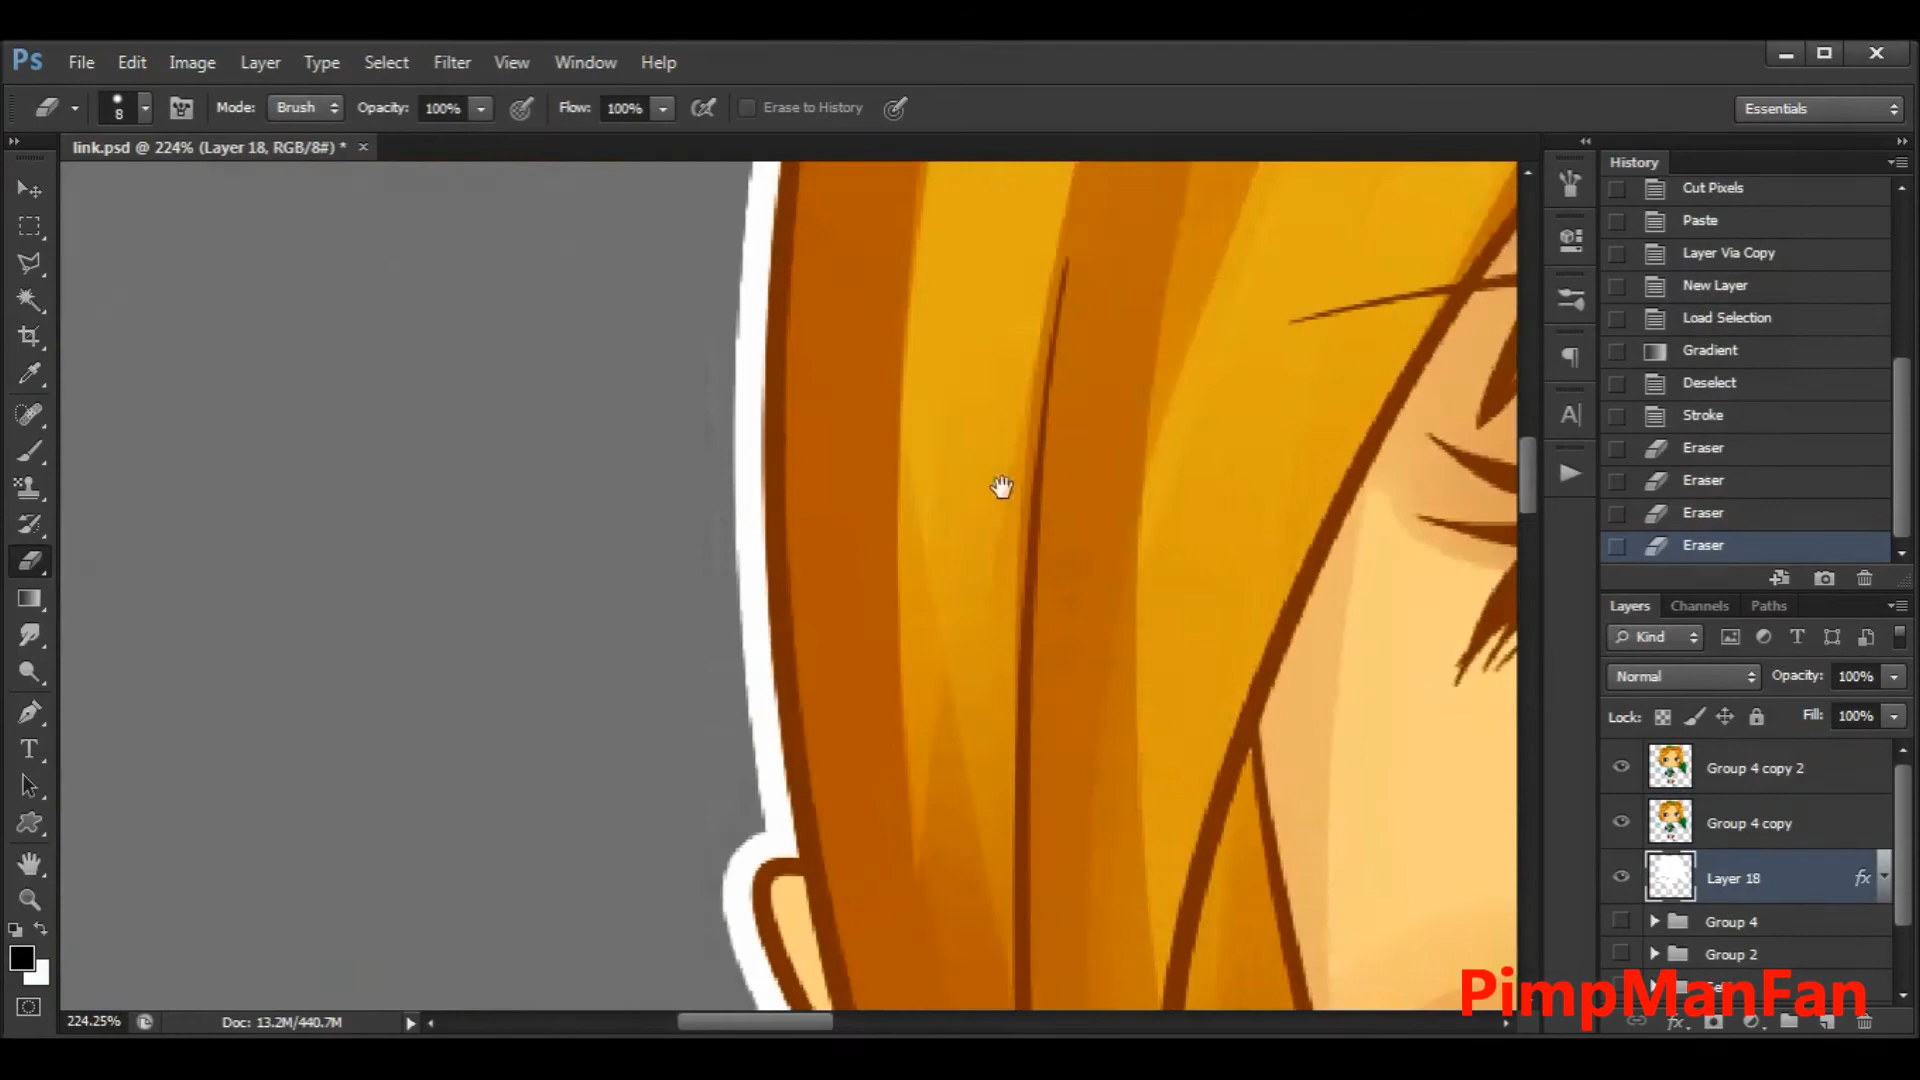 Ps File Edit Image Layer Type Select Filter View Window Help
8 Mode: Brush Opacity: 100% Flow: 100% Erase to History Essentials
link.psd @ 224% (Layer 18, RGB/8#) * ×
History
Cut Pixels
Paste
Layer Via Copy
New Layer
Load Selection
Gradient
Deselect
Stroke
Eraser
Eraser
Eraser
Eraser
Layers Channels Paths
Kind
Normal Opacity: 100%
Lock: Fill: 100%
Group 4 copy 2
Group 4 copy
Layer 18 fx
Group 4
Group 2
PimpManFan
224.25% Doc: 13.2M/440.7M